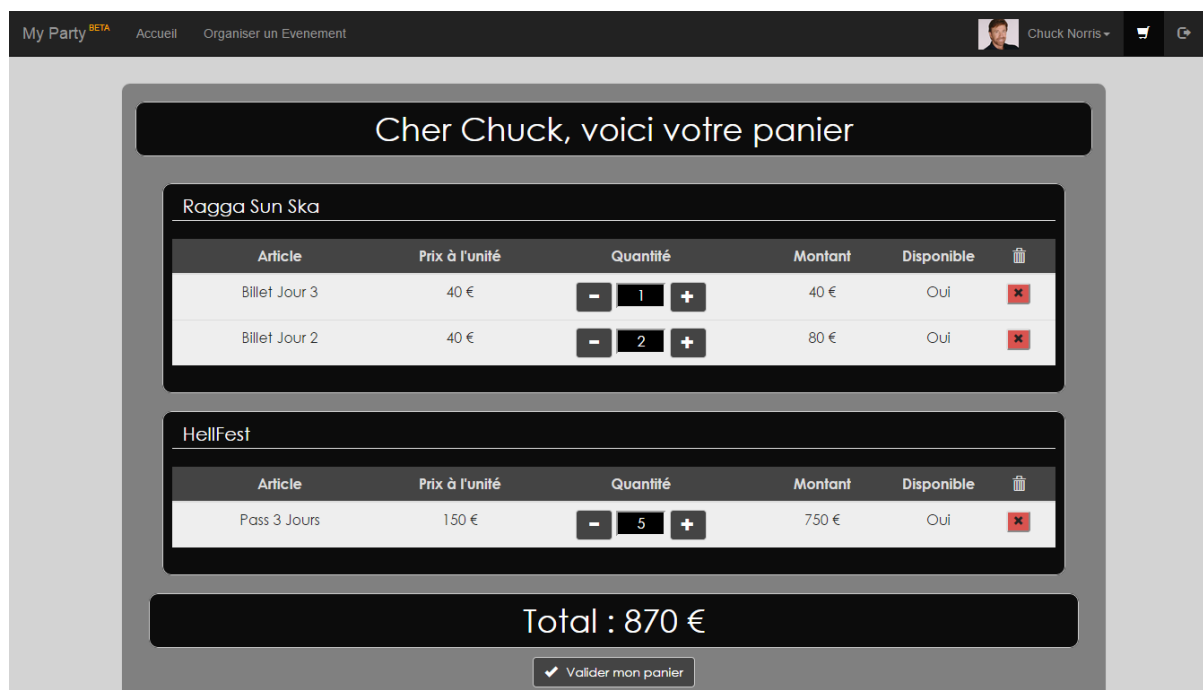 My Party BETA Accueil Organiser un Evenement Chuck Norris
Cher Chuck, voici votre panier
Ragga Sun Ska
Article Prix à l'unité Quantité Montant Disponible
Billet Jour 3 40 € 1 40 € Oui
Billet Jour 2 40 € 2 80 € Oui
HellFest
Article Prix à l'unité Quantité Montant Disponible
Pass 3 Jours 150 € 5 750 € Oui
Total : 870 €
Valider mon panier